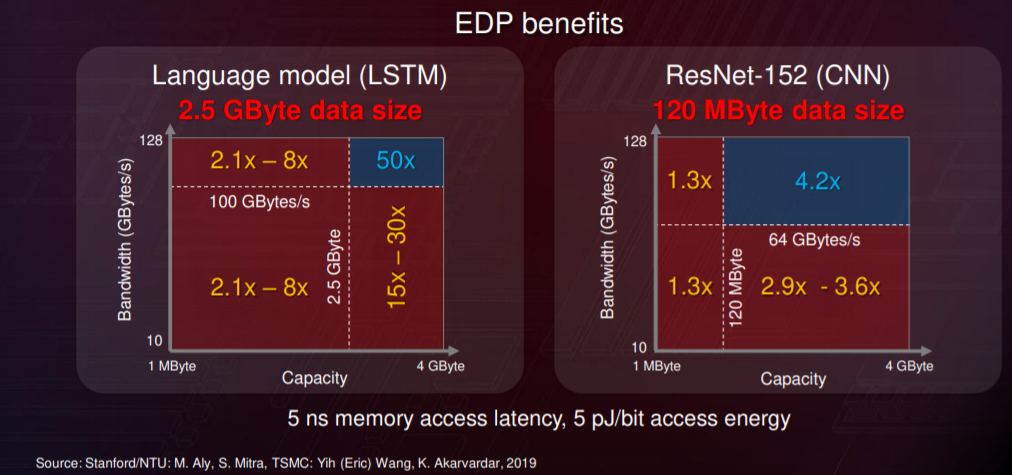 EDP benefits
Language model (LSTM)
2.5 GByte data size
128
2.1x – 8x
50x
100 GBytes/s
Bandwidth (GBytes/s)
2.5 GByte
15x – 30x
2.1x – 8x
10
1 MByte
4 GByte
Capacity
ResNet-152 (CNN)
120 MByte data size
128
1.3x
4.2x
64 GBytes/s
Bandwidth (GBytes/s)
1.3x
120 MByte
2.9x - 3.6x
10
1 MByte
4 GByte
Capacity
5 ns memory access latency, 5 pJ/bit access energy
Source: Stanford/NTU: M. Aly, S. Mitra, TSMC: Yih (Eric) Wang, K. Akarvardar, 2019